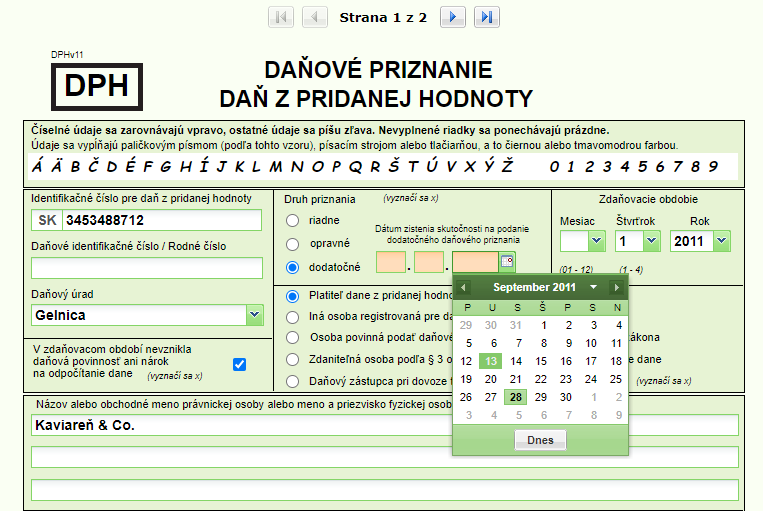 Strana 1 z 2
DPHv11
DPH
DAŇOVÉ PRIZNANIE
DAŇ Z PRIDANEJ HODNOTY
Číselné údaje sa zarovnávajú vpravo, ostatné údaje sa píšu zľava. Nevyplnené riadky sa ponechávajú prázdne.
Údaje sa vypĺňajú paličkovým písmom (podľa tohto vzoru), písacím strojom alebo tlačiarňou, a to čiernou alebo tmavomodrou farbou.
Á Ä B Č D É F G H Í J K L M N O P Q R Š T Ú V X Ý Ž 0 1 2 3 4 5 6 7 8 9
Identifikačné číslo pre daň z pridanej hodnoty
SK 3453488712
Daňové identifikačné číslo / Rodné číslo
Daňový úrad
Gelnica
V zdaňovacom období nevznikla
daňová povinnosť ani nárok
na odpočítanie dane (vyznačí sa x)
Druh priznania (vyznačí sa x)
riadne
opravné
dodatočné
Dátum zistenia skutočnosti na podanie
dodatočného daňového priznania
. .
Zdaňovacie obdobie
Mesiac Štvrťrok Rok
1 2011
(01 - 12) (1 - 4)
Platiteľ dane z pridanej hodno
Iná osoba registrovaná pre da
Osoba povinná podať daňové ákona
Zdaniteľná osoba podľa § 3 o e dane
Daňový zástupca pri dovoze (vyznačí sa x)
September 2011
P U S Š P S N
29 30 31 1 2 3 4
5 6 7 8 9 10 11
12 13 14 15 16 17 18
19 20 21 22 23 24 25
26 27 28 29 30 1 2
3 4 5 6 7 8 9
Dnes
Názov alebo obchodné meno právnickej osoby alebo meno a priezvisko fyzickej osob
Kaviareň & Co.